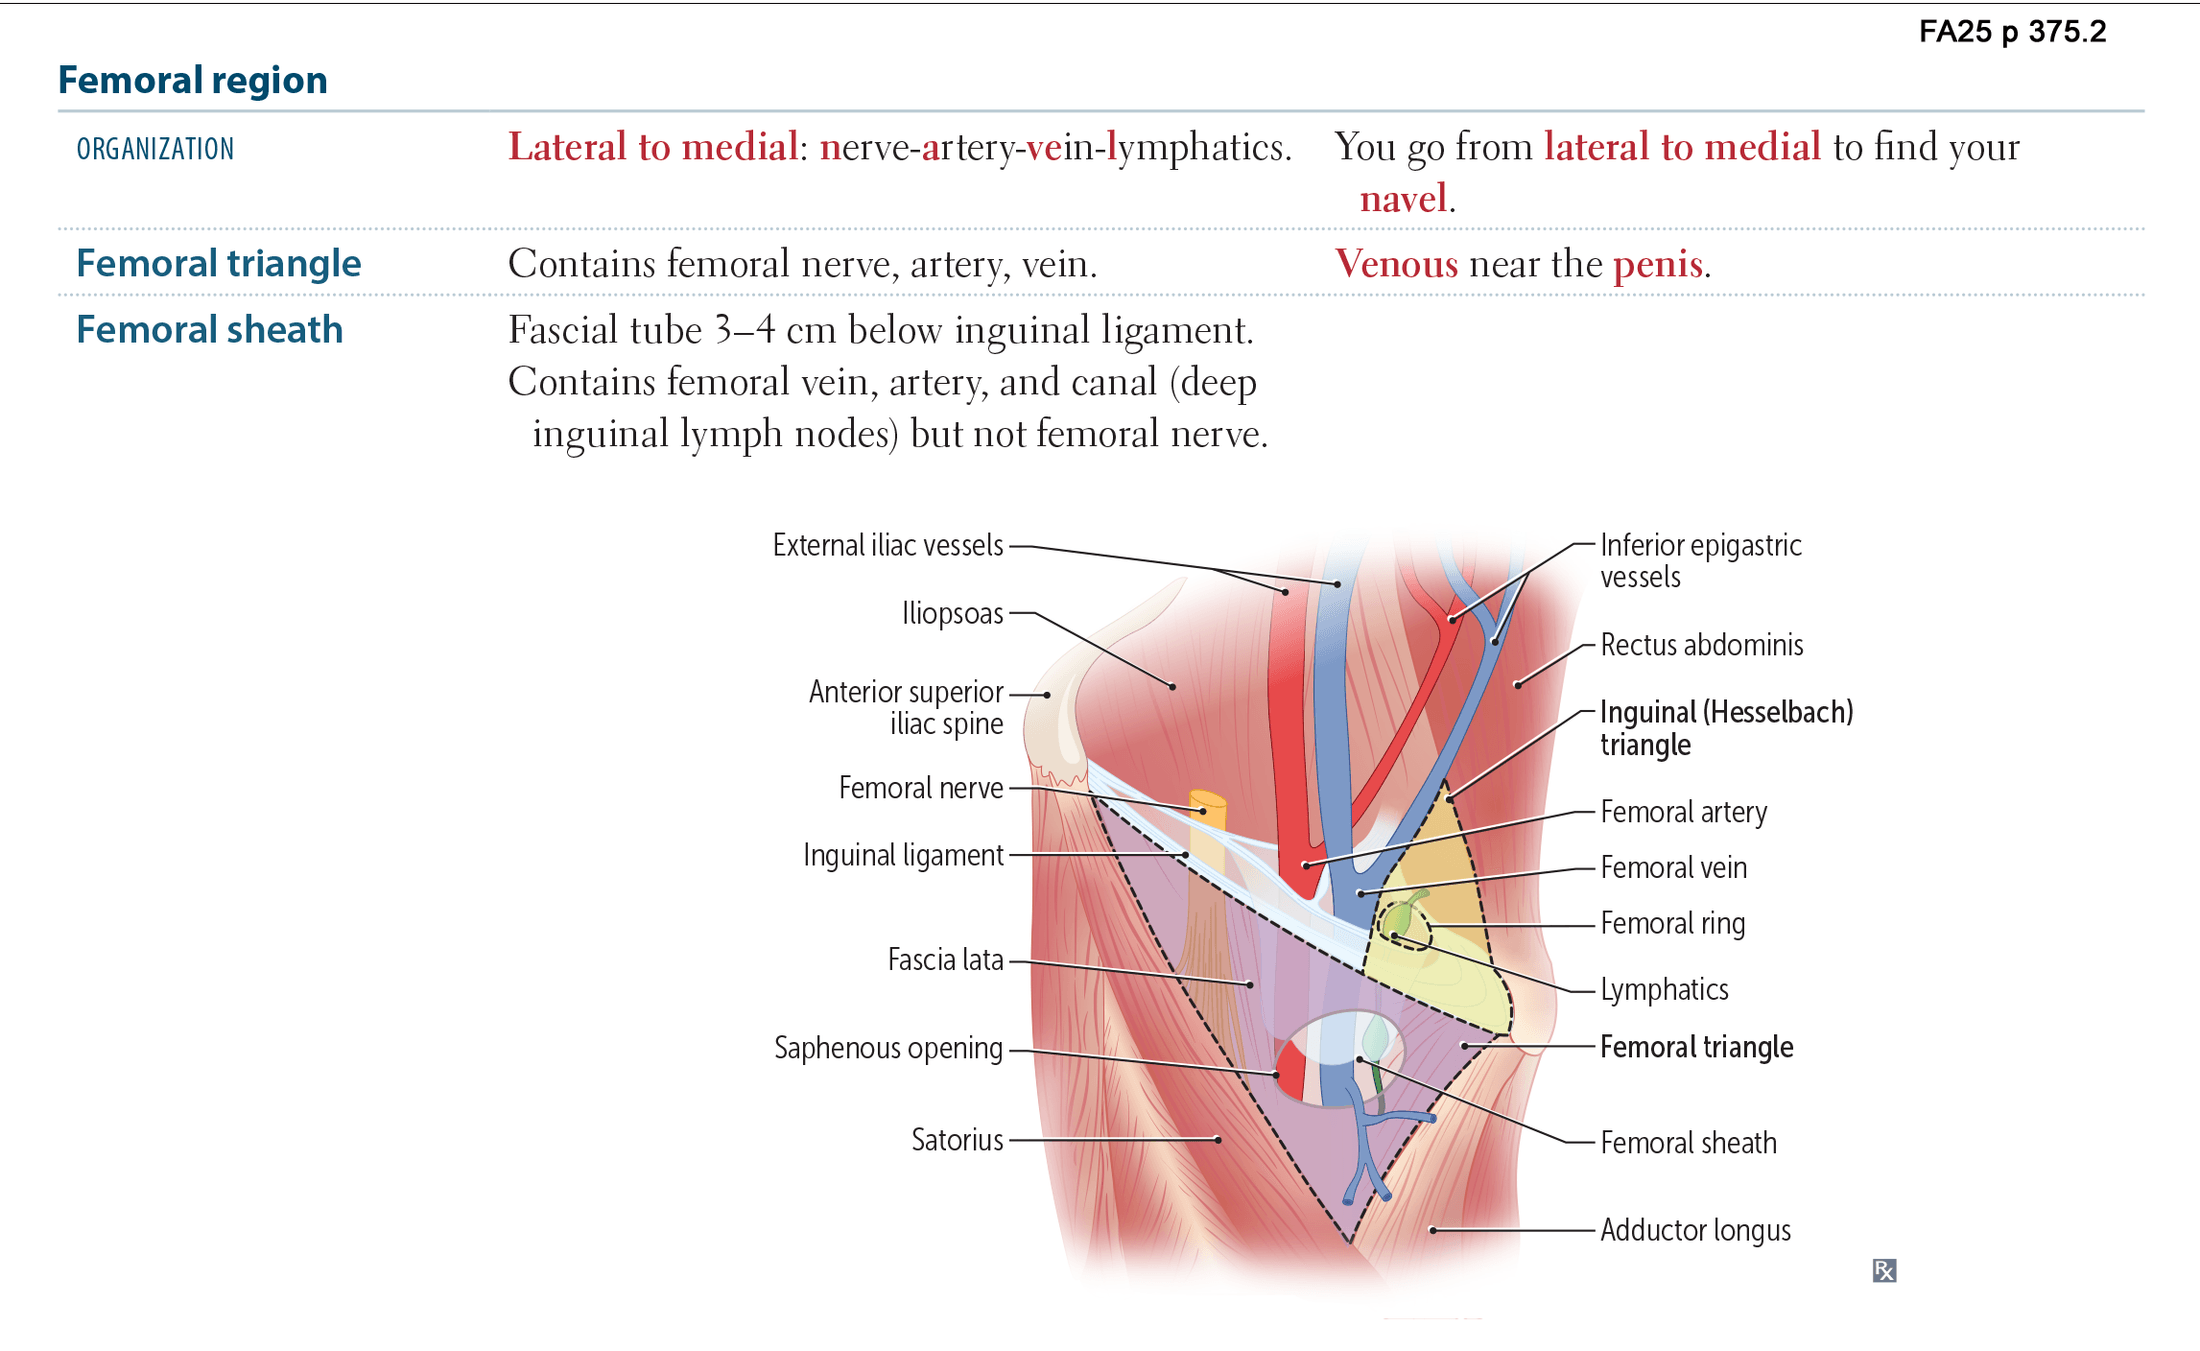 FA25 p 375.2
Femoral region
ORGANIZATION
Lateral to medial: nerve-artery-vein-lymphatics.
You go from lateral to medial to find your
navel.
Femoral triangle
Contains femoral nerve, artery, vein.
Venous near the penis.
Femoral sheath
Fascial tube 3–4 cm below inguinal ligament.
Contains femoral vein, artery, and canal (deep
inguinal lymph nodes) but not femoral nerve.
External iliac vessels
Iliopsoas
Anterior superior
iliac spine
Femoral nerve
Inguinal ligament
Fascia lata
Saphenous opening
Satorius
Inferior epigastric
vessels
Rectus abdominis
Inguinal (Hesselbach)
triangle
Femoral artery
Femoral vein
Femoral ring
Lymphatics
Femoral triangle
Femoral sheath
Adductor longus
Rx